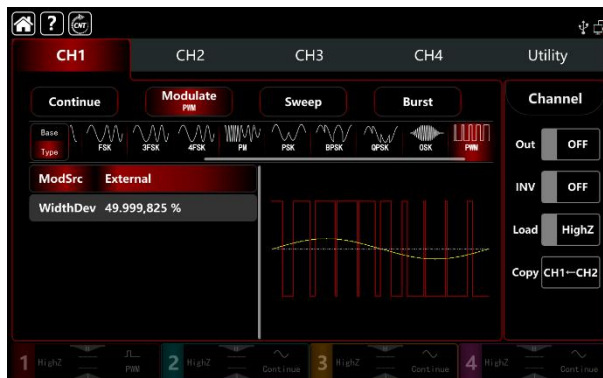 ? CNT
CH1 CH2 CH3 CH4 Utility
Continue Modulate PWM Sweep Burst Channel
Base Type FSK 3FSK 4FSK PM PSK BPSK QPSK OSK PWM
Out OFF
ModSrc External
INV OFF
WidthDev 49.999,825 %
Load HighZ
Copy CH1←CH2
1 HighZ PWM 2 HighZ Continue 3 HighZ Continue 4 HighZ Continue